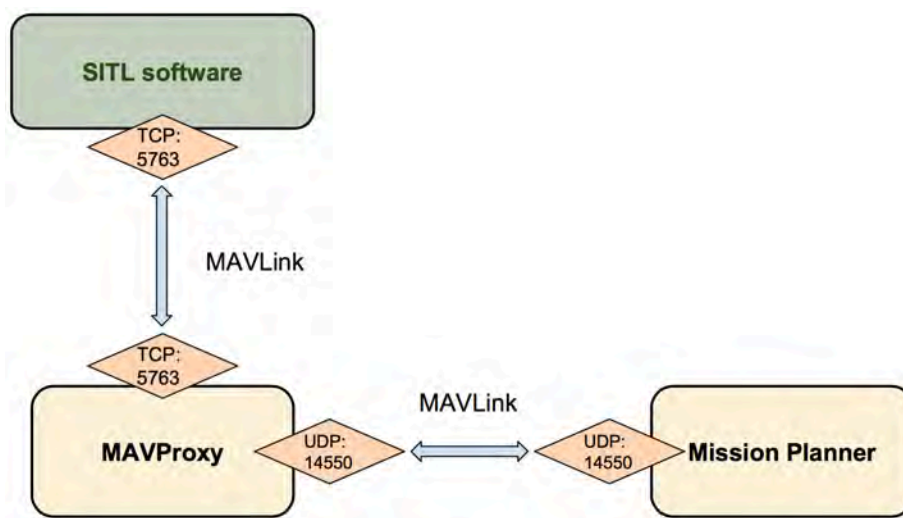 SITL software
TCP:
5763
MAVLink
TCP:
5763
MAVProxy
UDP:
14550
MAVLink
UDP:
14550
Mission Planner